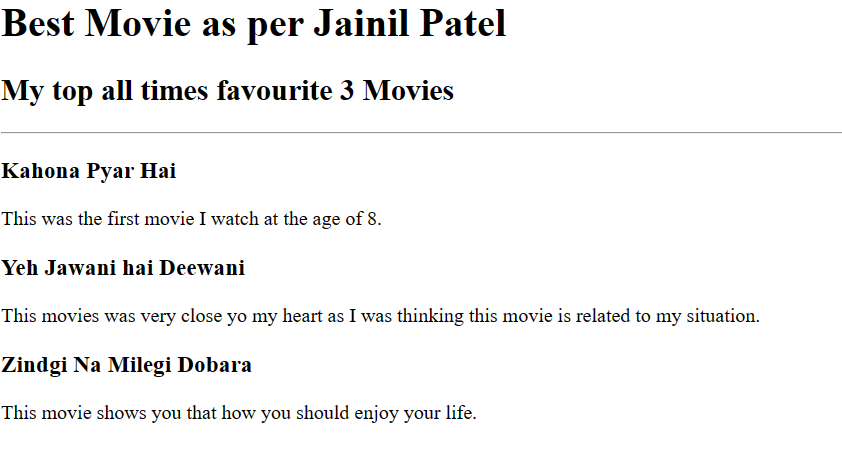 Best Movie as per Jainil Patel
My top all times favourite 3 Movies
Kahona Pyar Hai
This was the first movie I watch at the age of 8.
Yeh Jawani hai Deewani
This movies was very close yo my heart as I was thinking this movie is related to my situation.
Zindgi Na Milegi Dobara
This movie shows you that how you should enjoy your life.